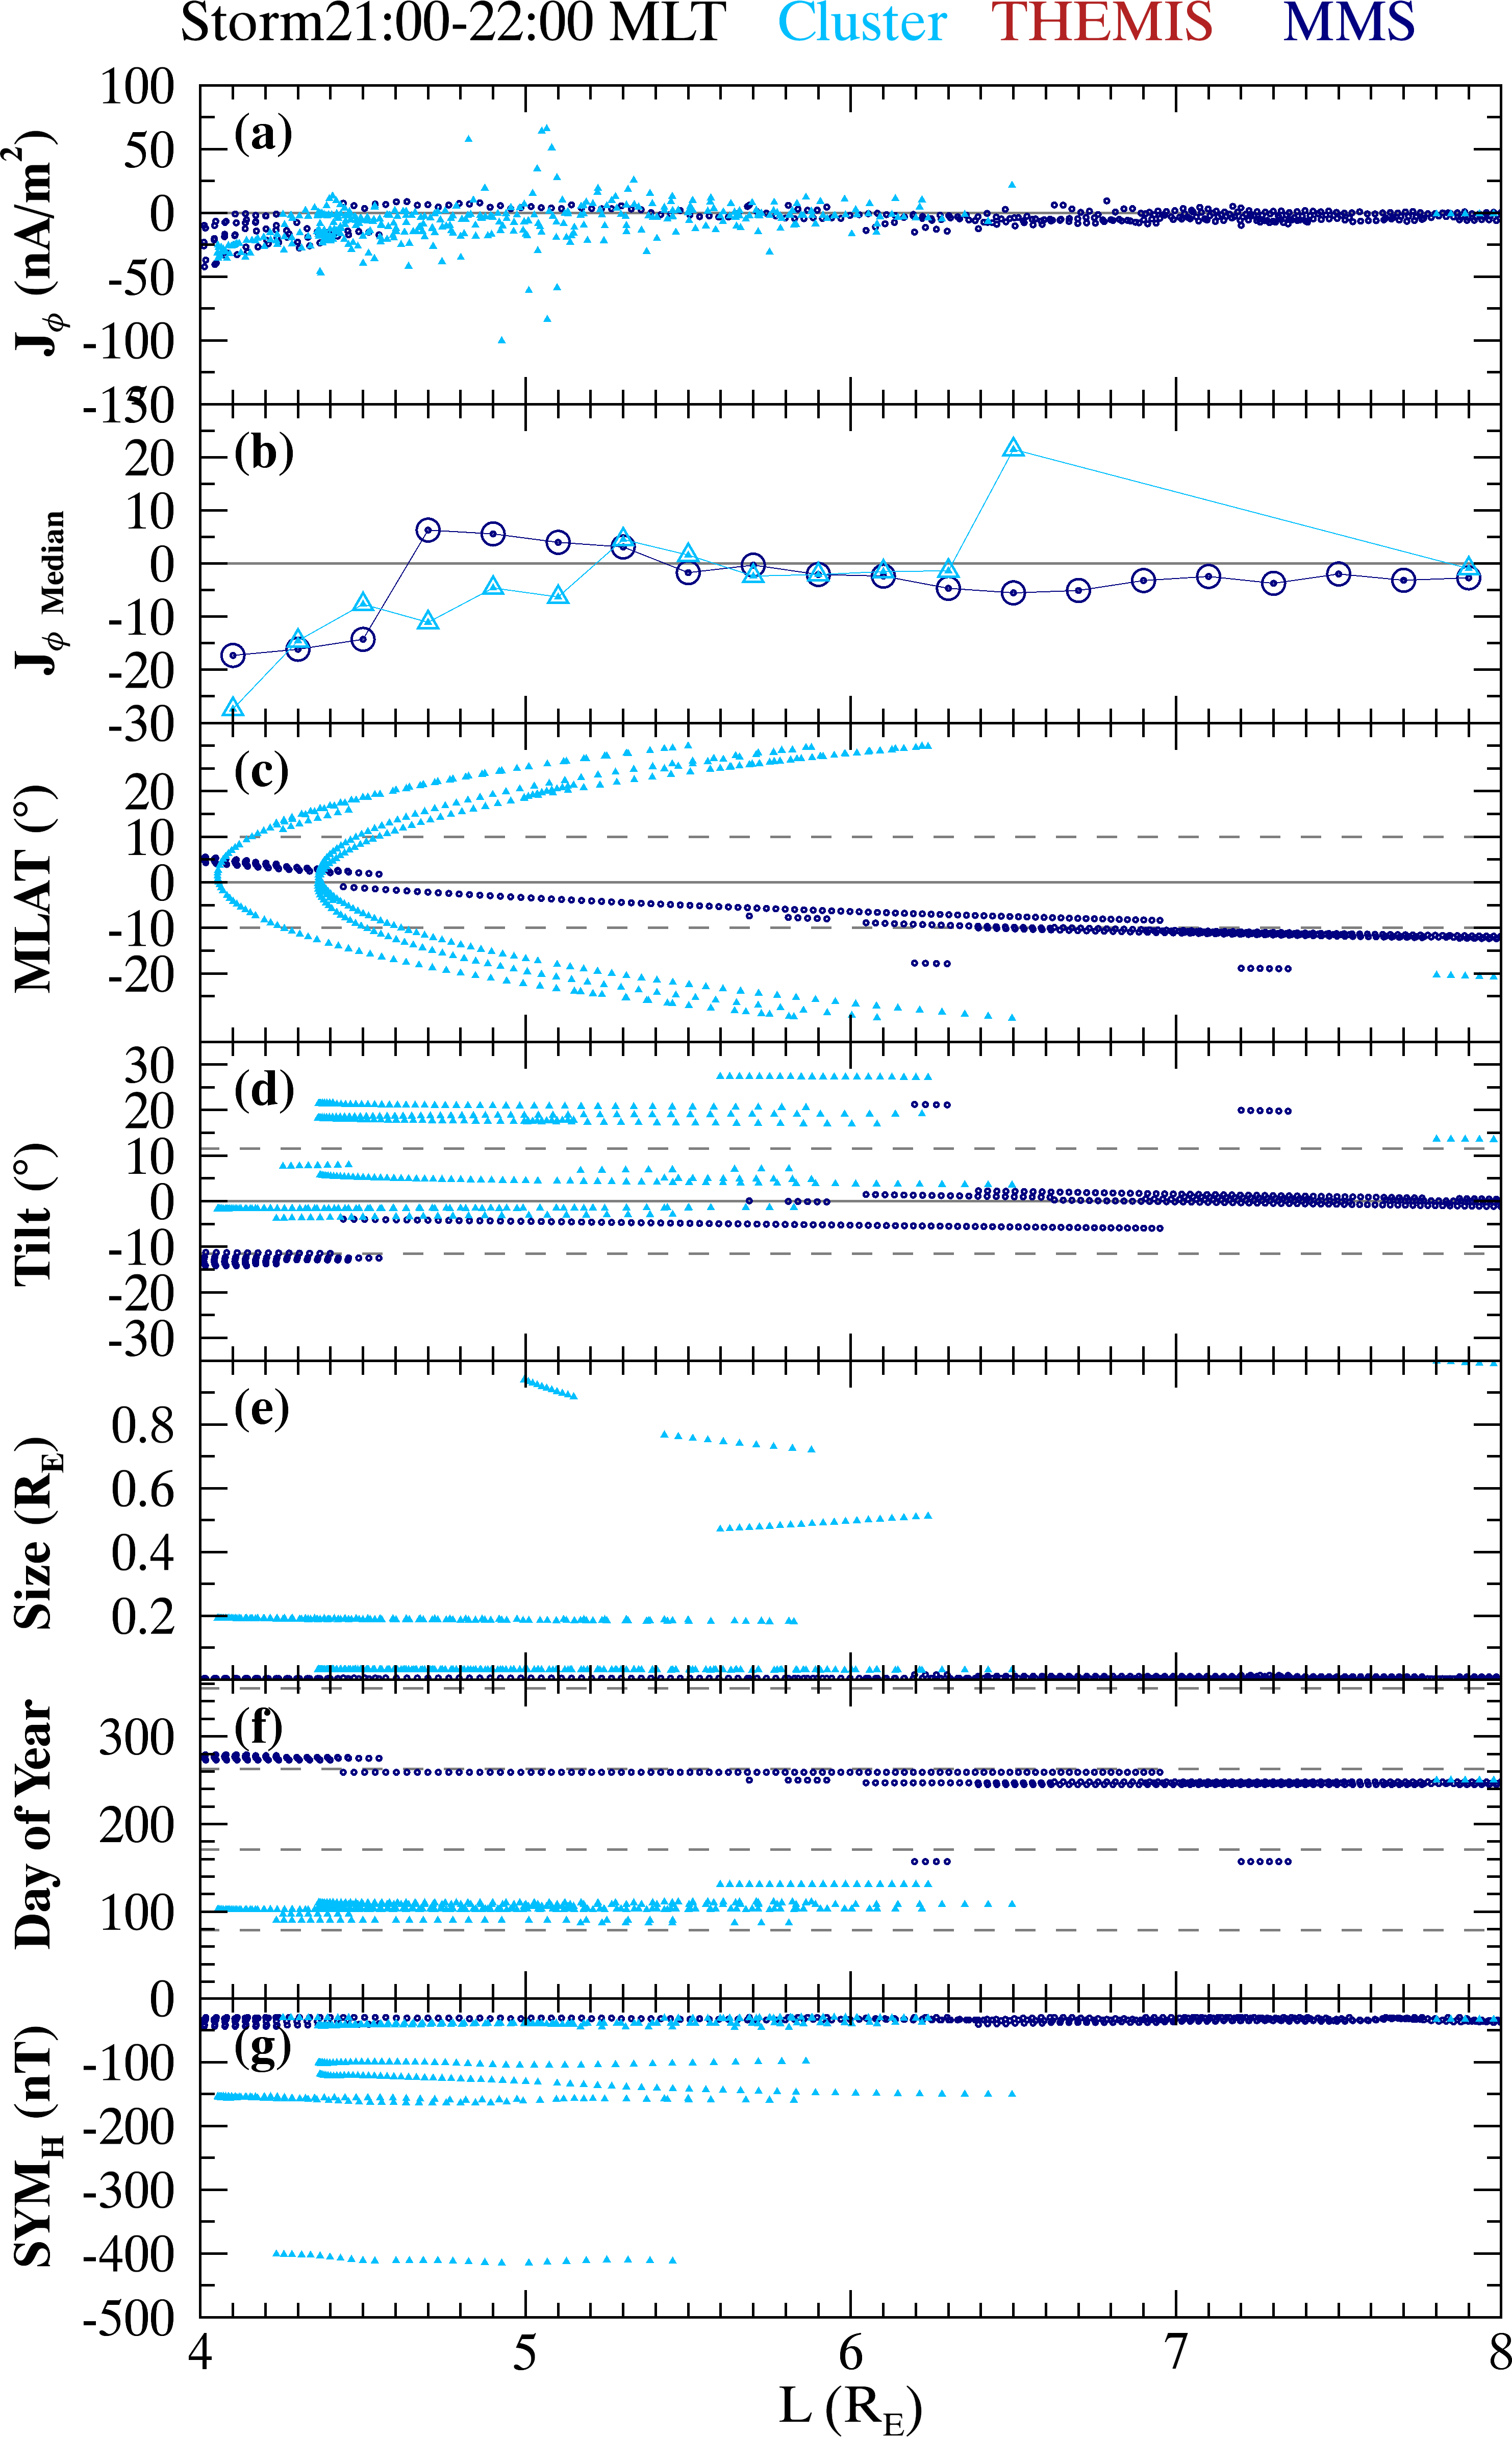 Storm21:00-22:00 MLT Cluster THEMIS MMS
(a)
100
50
0
-50
-100
-150
Jϕ (nA/m²)
(b)
30
20
10
0
-10
-20
-30
Jϕ Median
(c)
20
10
0
-10
-20
MLAT (°)
(d)
30
20
10
0
-10
-20
-30
Tilt (°)
(e)
0.8
0.6
0.4
0.2
Size (RE)
(f)
300
200
100
0
Day of Year
(g)
-100
-200
-300
-400
-500
SYMH (nT)
4 5 6 7 8
L (RE)